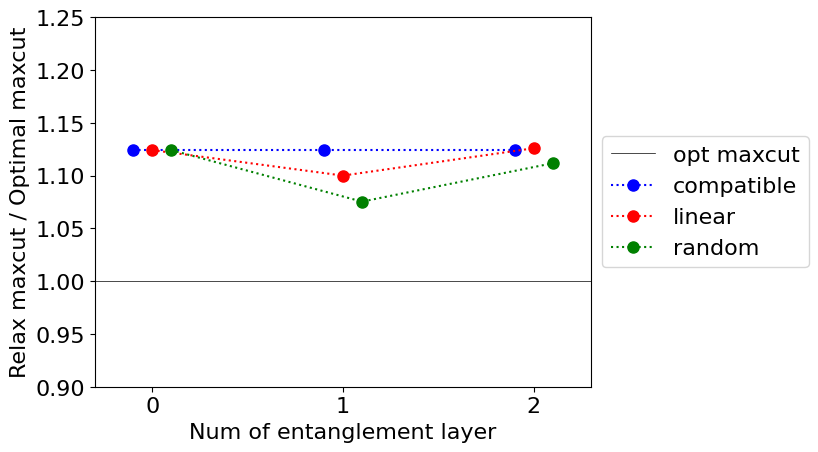 Relax maxcut / Optimal maxcut
1.25
1.20
1.15
1.10
1.05
1.00
0.95
0.90
0
1
2
Num of entanglement layer
opt maxcut
compatible
linear
random